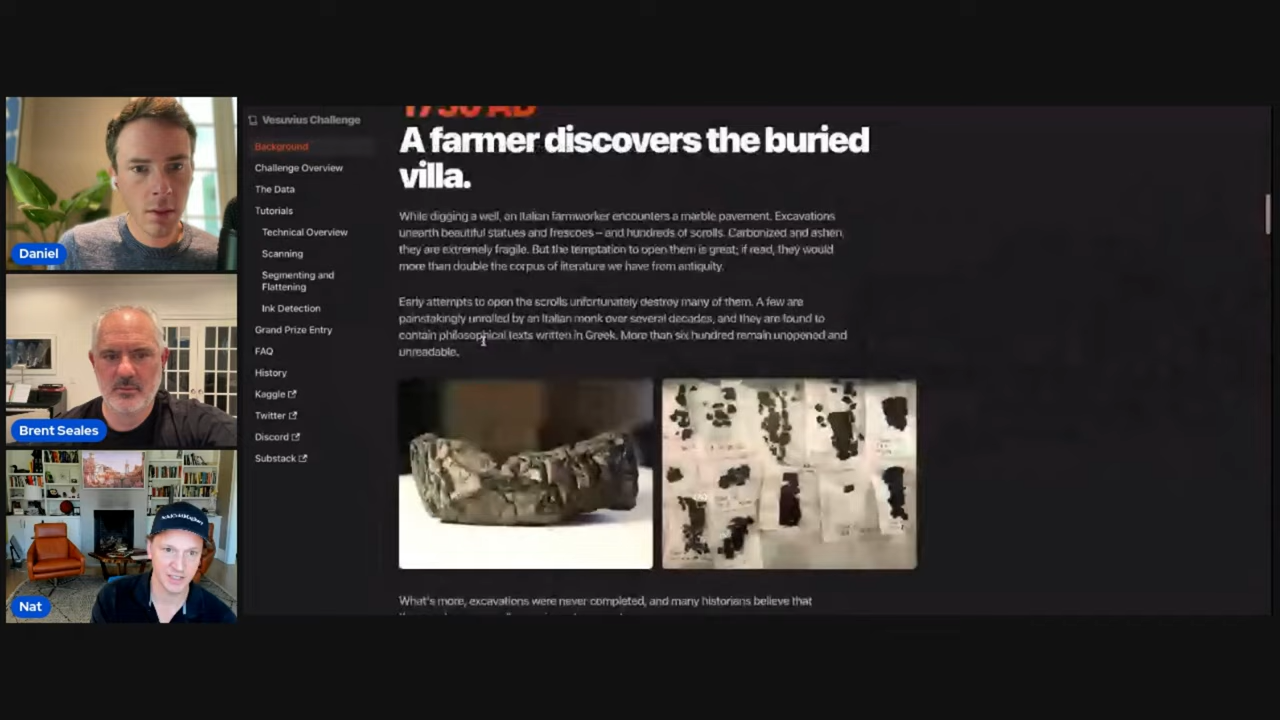 Daniel
Brent Seales
Nat
Vesuvius Challenge
Background
Challenge Overview
The Data
Tutorials
Technical Overview
Scanning
Segmenting and
Flattening
Ink Detection
Grand Prize Entry
FAQ
History
Kaggle
Twitter
Discord
Substack
1750 AD
A farmer discovers the buried
villa.
While digging a well, an Italian farmworker encounters a marble pavement. Excavations
unearth beautiful statues and frescoes – and hundreds of scrolls. Carbonized and ashen,
they are extremely fragile. But the temptation to open them is great; if read, they would
more than double the corpus of literature we have from antiquity.
Early attempts to open the scrolls unfortunately destroy many of them. A few are
painstakingly unrolled by an Italian monk over several decades, and they are found to
contain philosophical texts written in Greek. More than six hundred remain unopened and
unreadable.
What's more, excavations were never completed, and many historians believe that